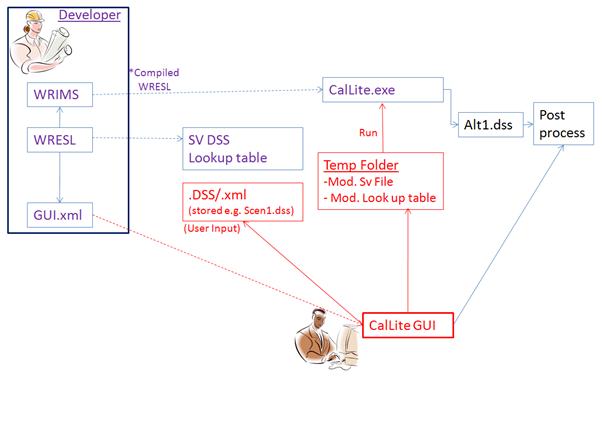 Developer
*Compiled
WRESL
WRIMS
CalLite.exe
Alt1.dss
Post
process
Run
WRESL
SV DSS
Lookup table
Temp Folder
-Mod. Sv File
- Mod. Look up table
.DSS/.xml
(stored e.g. Scen1.dss)
(User Input)
GUI.xml
CalLite GUI